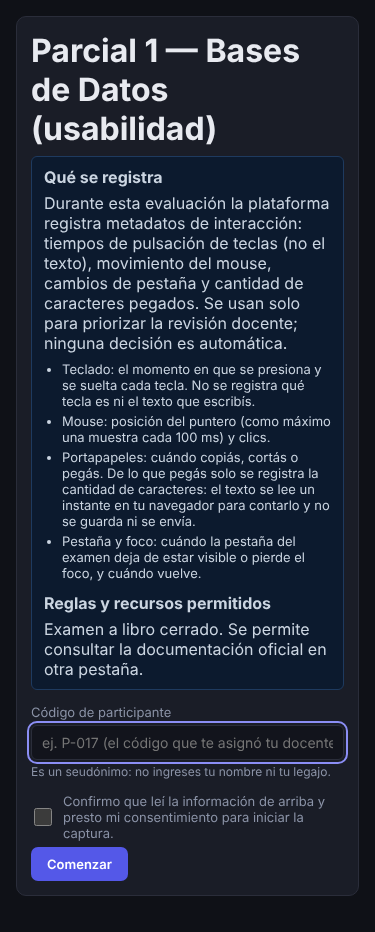 Parcial 1 — Bases
de Datos
(usabilidad)
Qué se registra
Durante esta evaluación la plataforma
registra metadatos de interacción:
tiempos de pulsación de teclas (no el
texto), movimiento del mouse,
cambios de pestaña y cantidad de
caracteres pegados. Se usan solo
para priorizar la revisión docente;
ninguna decisión es automática.
• Teclado: el momento en que se presiona y
se suelta cada tecla. No se registra qué
tecla es ni el texto que escribís.
• Mouse: posición del puntero (como máximo
una muestra cada 100 ms) y clics.
• Portapapeles: cuándo copiás, cortás o
pegás. De lo que pegás solo se registra la
cantidad de caracteres: el texto se lee un
instante en tu navegador para contarlo y no
se guarda ni se envía.
• Pestaña y foco: cuándo la pestaña del
examen deja de estar visible o pierde el
foco, y cuándo vuelve.
Reglas y recursos permitidos
Examen a libro cerrado. Se permite
consultar la documentación oficial en
otra pestaña.
Código de participante
ej. P-017 (el código que te asignó tu docente
Es un seudónimo: no ingreses tu nombre ni tu legajo.
Confirmo que leí la información de arriba y
presto mi consentimiento para iniciar la
captura.
Comenzar